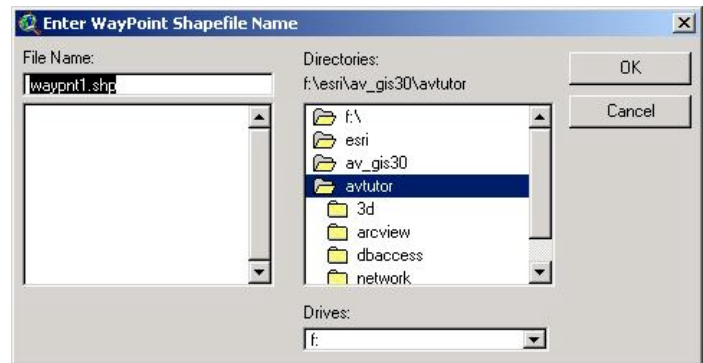 Enter WayPoint Shapefile Name
File Name:
waypnt1.shp
Directories:
f:\esri\av_gis30\avtutor
f:\
esri
av_gis30
avtutor
3d
arcview
dbaccess
network
Drives:
f:
OK
Cancel